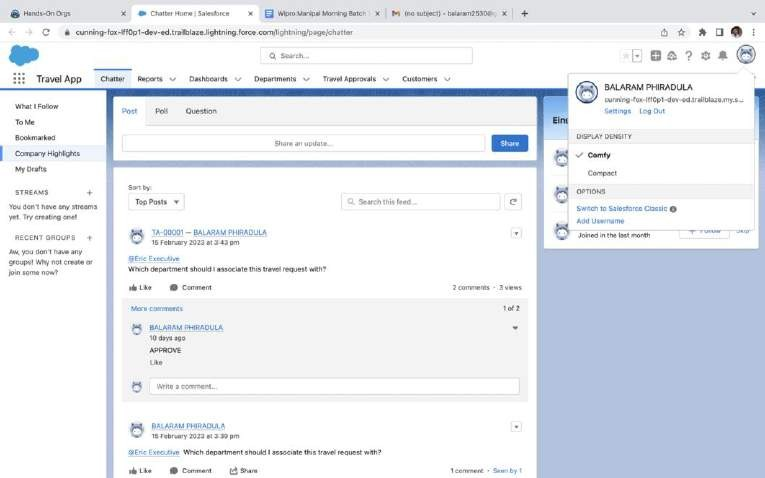 Hands-On Orgs
Chatter Home | Salesforce
Wipro Manipal Morning Batch
(no subject) - balaram2530@g
cunning-fox-lff0p1-dev-ed.trailblaze.lightning.force.com/lightning/page/chatter
Search...
Travel App
Chatter
Reports
Dashboards
Departments
Travel Approvals
Customers
BALARAM PHIRADULA
cunning-fox-lff0p1-dev-ed.trailblaze.my.s...
Settings Log Out
DISPLAY DENSITY
Comfy
Compact
OPTIONS
Switch to Salesforce Classic
Add Username
What I Follow
To Me
Bookmarked
Company Highlights
My Drafts
STREAMS
You don't have any streams
yet. Try creating one!
RECENT GROUPS
Aw, you don't have any
groups! Why not create or
join some now?
Post
Poll
Question
Share an update...
Share
Sort by:
Top Posts
Search this feed...
TA-00001 — BALARAM PHIRADULA
15 February 2023 at 3:43 pm
@Eric Executive
Which department should I associate this travel request with?
Like
Comment
2 comments · 3 views
More comments
1 of 2
BALARAM PHIRADULA
10 days ago
APPROVE
Like
Write a comment...
BALARAM PHIRADULA
15 February 2023 at 3:39 pm
@Eric Executive Which department should I associate this travel request with?
Like
Comment
Share
1 comment · Seen by 1
Joined in the last month
+ Follow
Skip